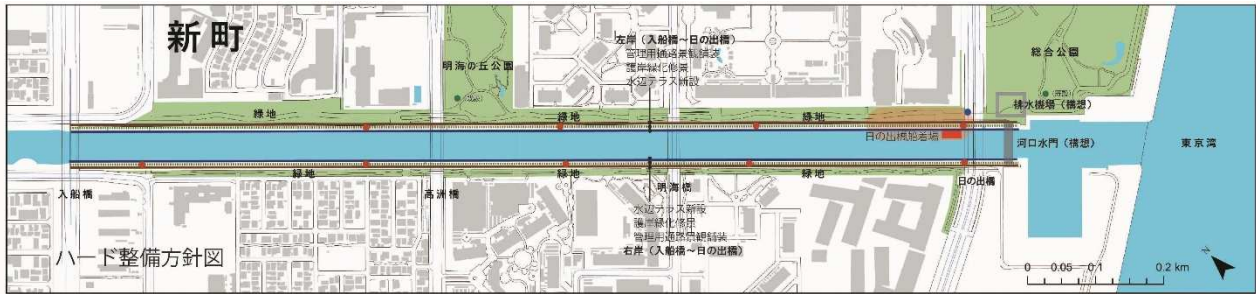 新町
左岸（入船橋～日の出橋）
管理用通路景観舗装
護岸緑化修景
水辺テラス新設
明海の丘公園
総合公園
緑地
緑地
緑地
排水機場（構想）
日の出橋船着場
河口水門（構想）
東京湾
入船橋
緑地
高洲橋
緑地
明海橋
緑地
日の出橋
水辺テラス新設
護岸緑化修景
管理用通路景観舗装
右岸（入船橋～日の出橋）
ハード整備方針図
0 0.05 0.1 0.2 km
N